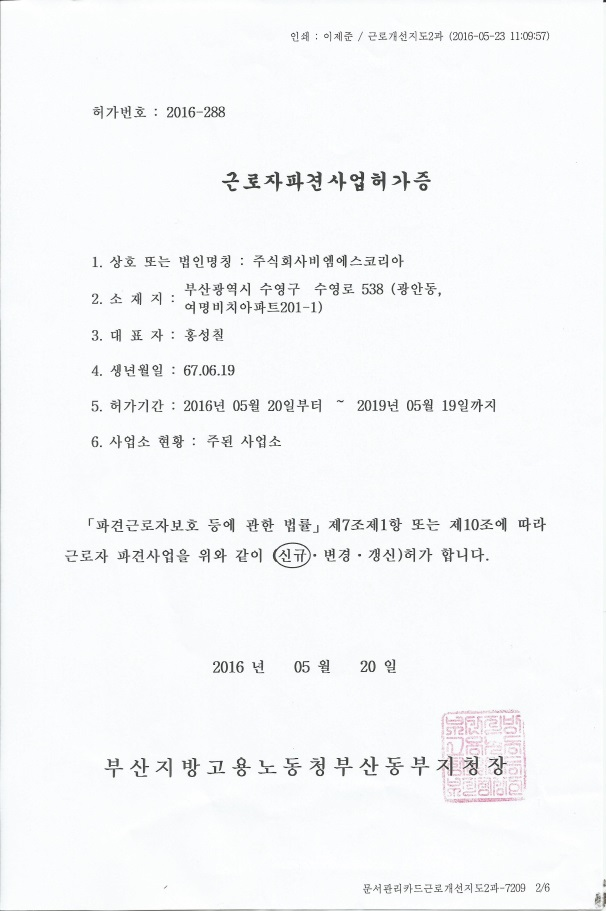 인쇄 : 이제준 / 근로개선지도2과 (2016-05-23 11:09:57)
허가번호 : 2016-288
근로자파견사업허가증
1. 상호 또는 법인명칭 : 주식회사비엠에스코리아
2. 소 재 지 : 부산광역시 수영구 수영로 538 (광안동,
여명비치아파트201-1)
3. 대 표 자 : 홍성칠
4. 생년월일 : 67.06.19
5. 허가기간 : 2016년 05월 20일부터 ~ 2019년 05월 19일까지
6. 사업소 현황 : 주된 사업소
「파견근로자보호 등에 관한 법률」제7조제1항 또는 제10조에 따라
근로자 파견사업을 위와 같이 (신규·변경·갱신)허가 합니다.
2016 년 05 월 20 일
부산지방고용노동청부산동부지청장
문서관리카드근로개선지도2과-7209 2/6